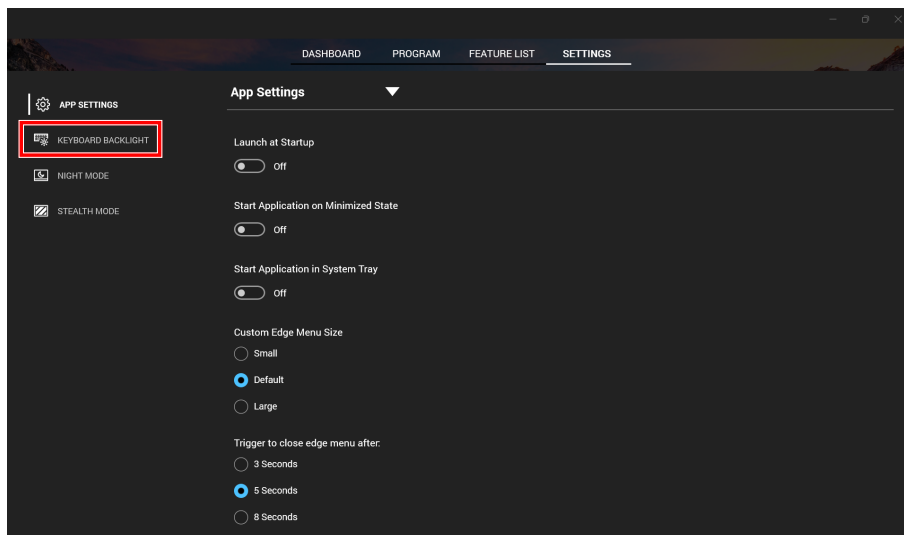 DASHBOARD PROGRAM FEATURE LIST SETTINGS
APP SETTINGS
KEYBOARD BACKLIGHT
NIGHT MODE
STEALTH MODE
App Settings
Launch at Startup
Off
Start Application on Minimized State
Off
Start Application in System Tray
Off
Custom Edge Menu Size
Small
Default
Large
Trigger to close edge menu after:
3 Seconds
5 Seconds
8 Seconds